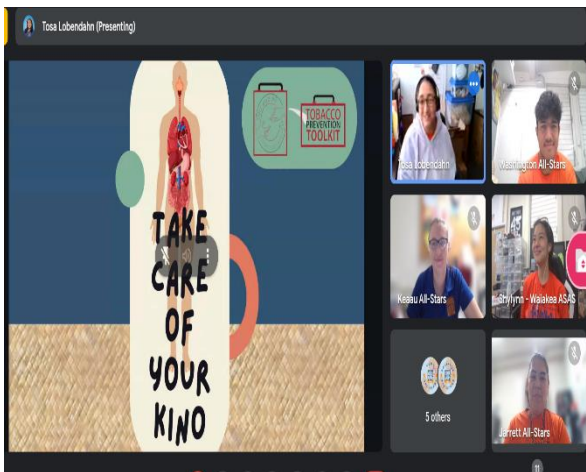 Tosa Lobendahn (Presenting)
TOBACCO
PREVENTION
TOOLKIT
TAKE
CARE
OF
YOUR
KINO
Tosa Lobendahn
Washington All-Stars
Keaau All-Stars
Shylynn - Waiakea ASAS
5 others
Jarrett All-Stars
11